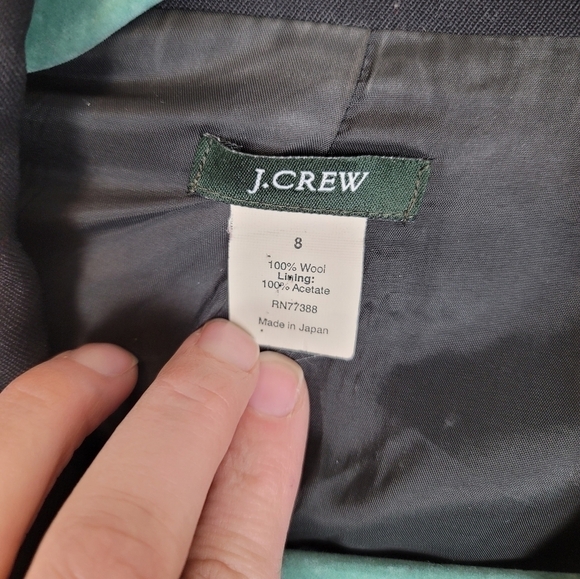 J.CREW
8
100% Wool
Lining:
100% Acetate
RN77388
Made in Japan